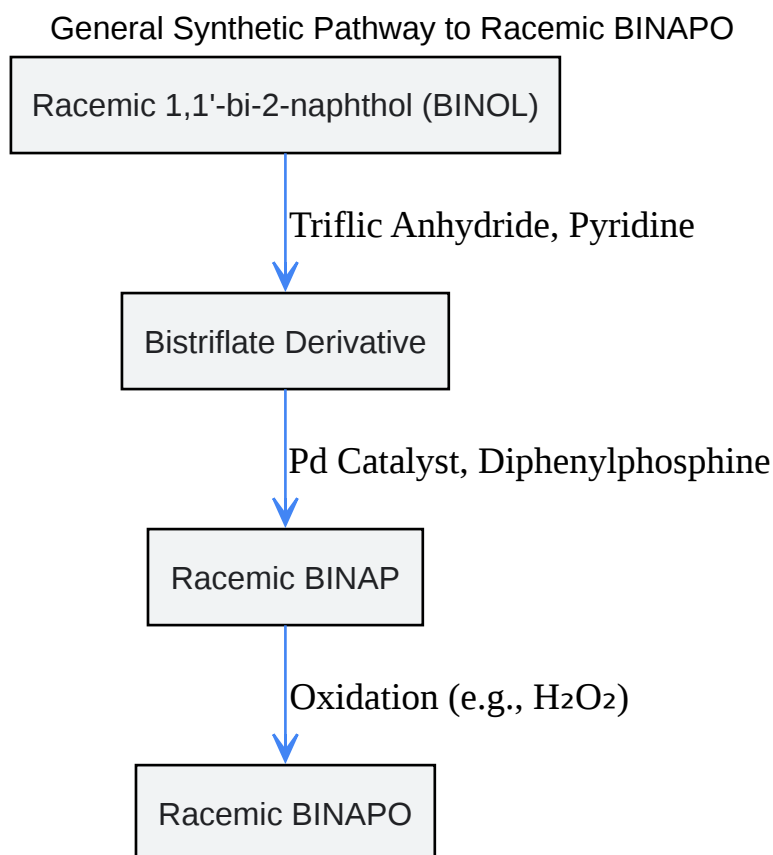 General Synthetic Pathway to Racemic BINAPO
Racemic 1,1'-bi-2-naphthol (BINOL)
Triflic Anhydride, Pyridine
Bistriflate Derivative
Pd Catalyst, Diphenylphosphine
Racemic BINAP
Oxidation (e.g., H₂O₂)
Racemic BINAPO